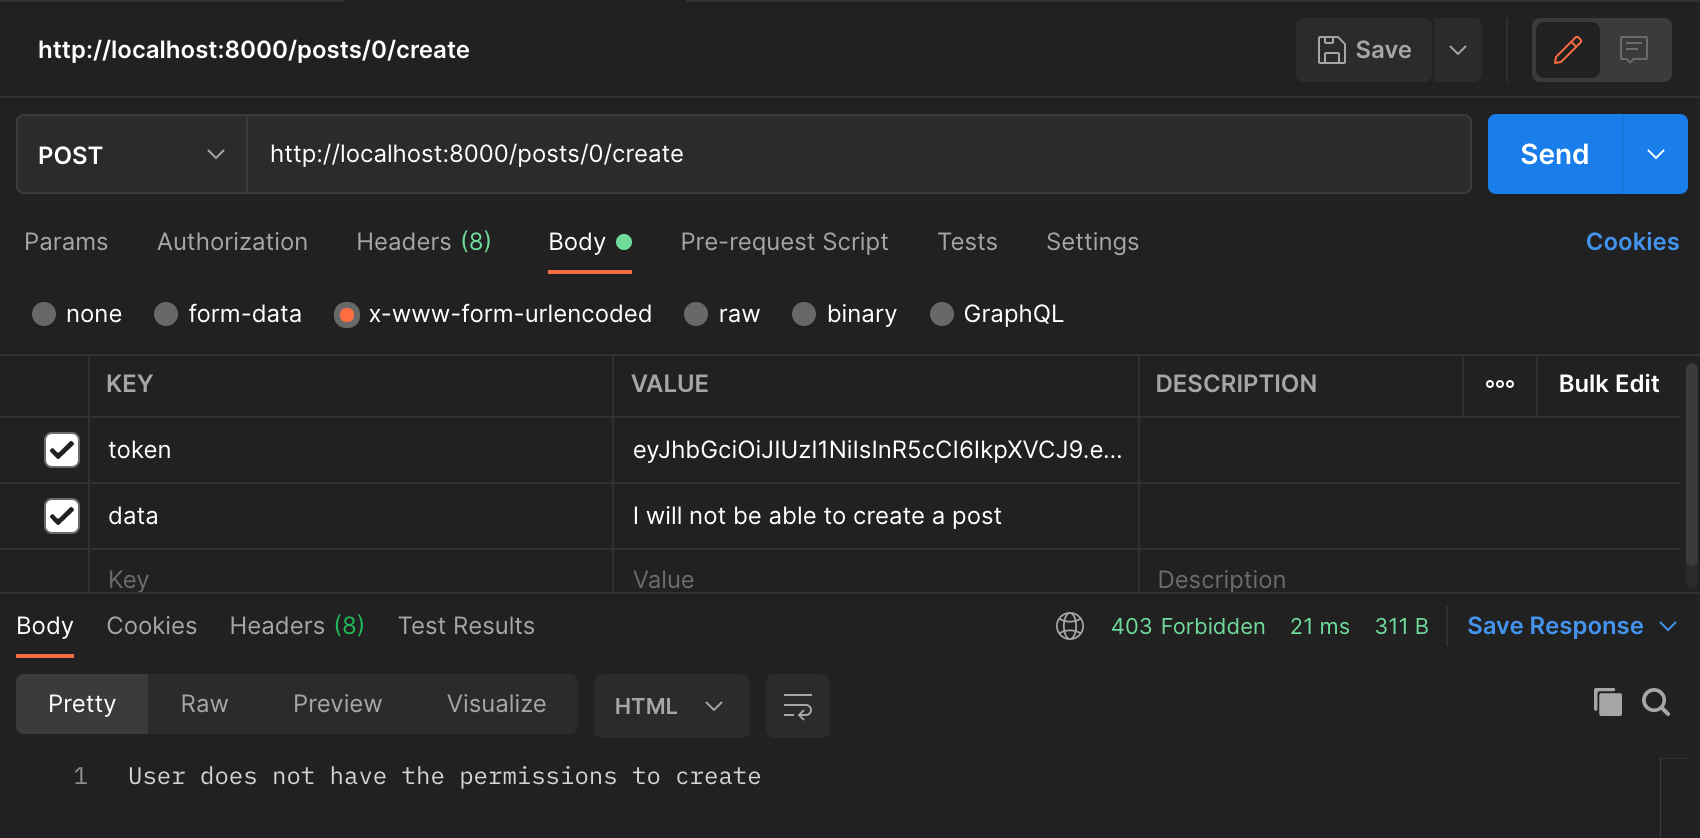 http://localhost:8000/posts/0/create
Save
POST
http://localhost:8000/posts/0/create
Send
Params Authorization Headers (8) Body Pre-request Script Tests Settings Cookies
none form-data x-www-form-urlencoded raw binary GraphQL
KEY VALUE DESCRIPTION ooo Bulk Edit
token eyJhbGciOiJIUzI1NiIsInR5cCI6IkpXVCJ9.e...
data I will not be able to create a post
Key Value Description
Body Cookies Headers (8) Test Results 403 Forbidden 21 ms 311 B Save Response
Pretty Raw Preview Visualize HTML
1 User does not have the permissions to create